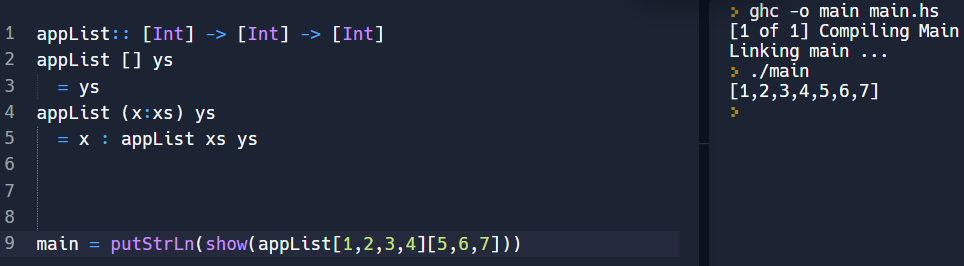 1 appList:: [Int] -> [Int] -> [Int]
2 appList [] ys
3   = ys
4 appList (x:xs) ys
5   = x : appList xs ys
6
7
8
9 main = putStrLn(show(appList[1,2,3,4][5,6,7]))
> ghc -o main main.hs
[1 of 1] Compiling Main
Linking main ...
> ./main
[1,2,3,4,5,6,7]
>